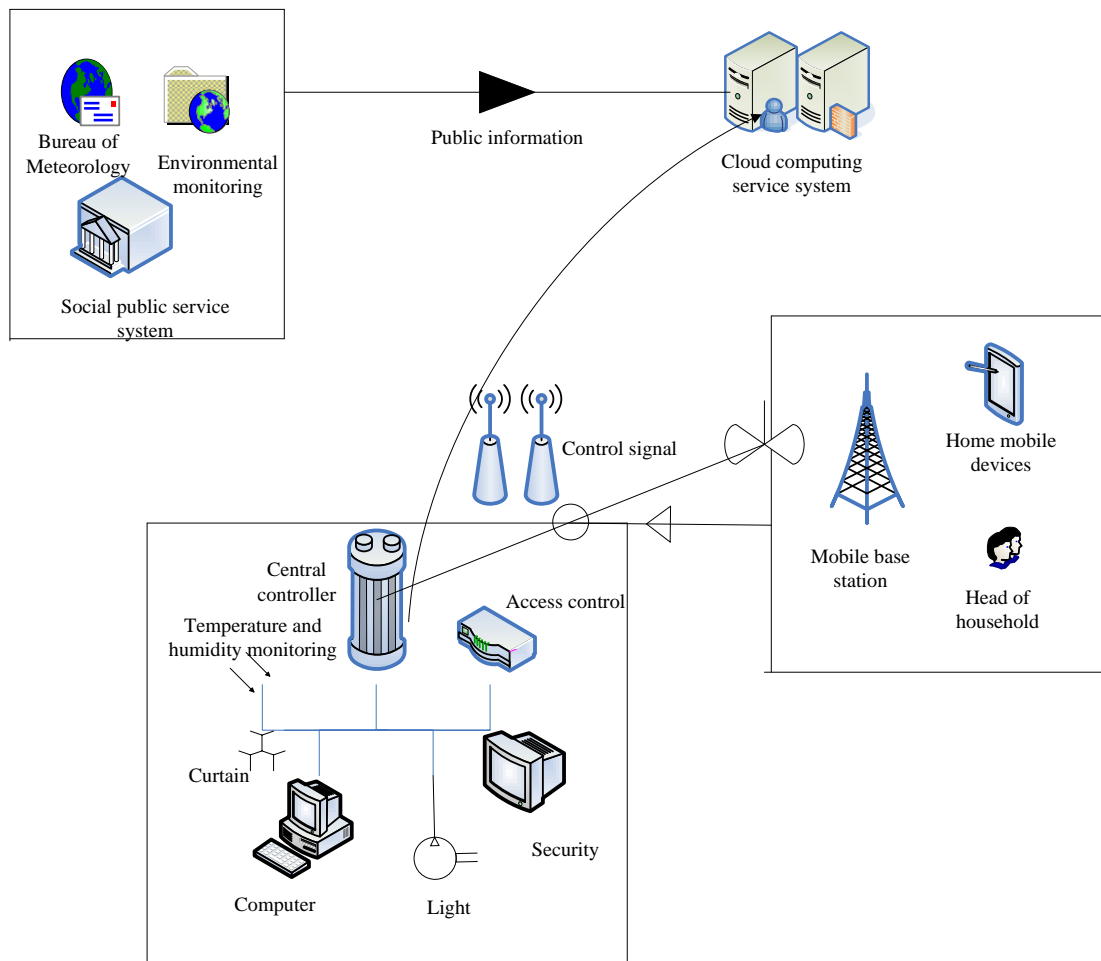 Bureau of
Meteorology
Environmental
monitoring
Social public service
system
Public information
Cloud computing
service system
Control signal
Home mobile
devices
Mobile base
station
Head of
household
Central
controller
Access control
Temperature and
humidity monitoring
Curtain
Computer
Light
Security